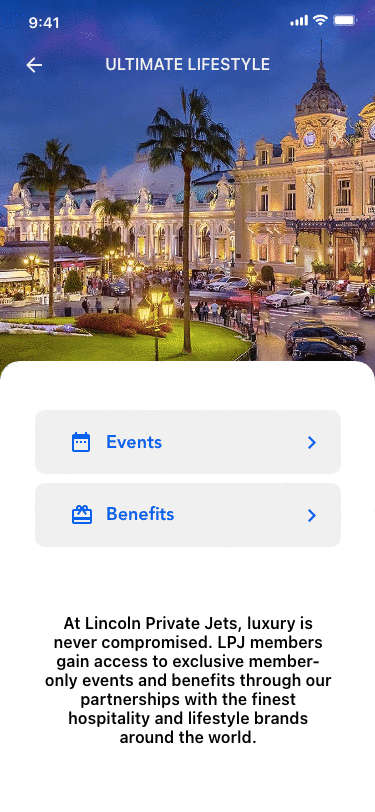 9:41
ULTIMATE LIFESTYLE
Events
Benefits
At Lincoln Private Jets, luxury is
never compromised. LPJ members
gain access to exclusive member-
only events and benefits through our
partnerships with the finest
hospitality and lifestyle brands
around the world.